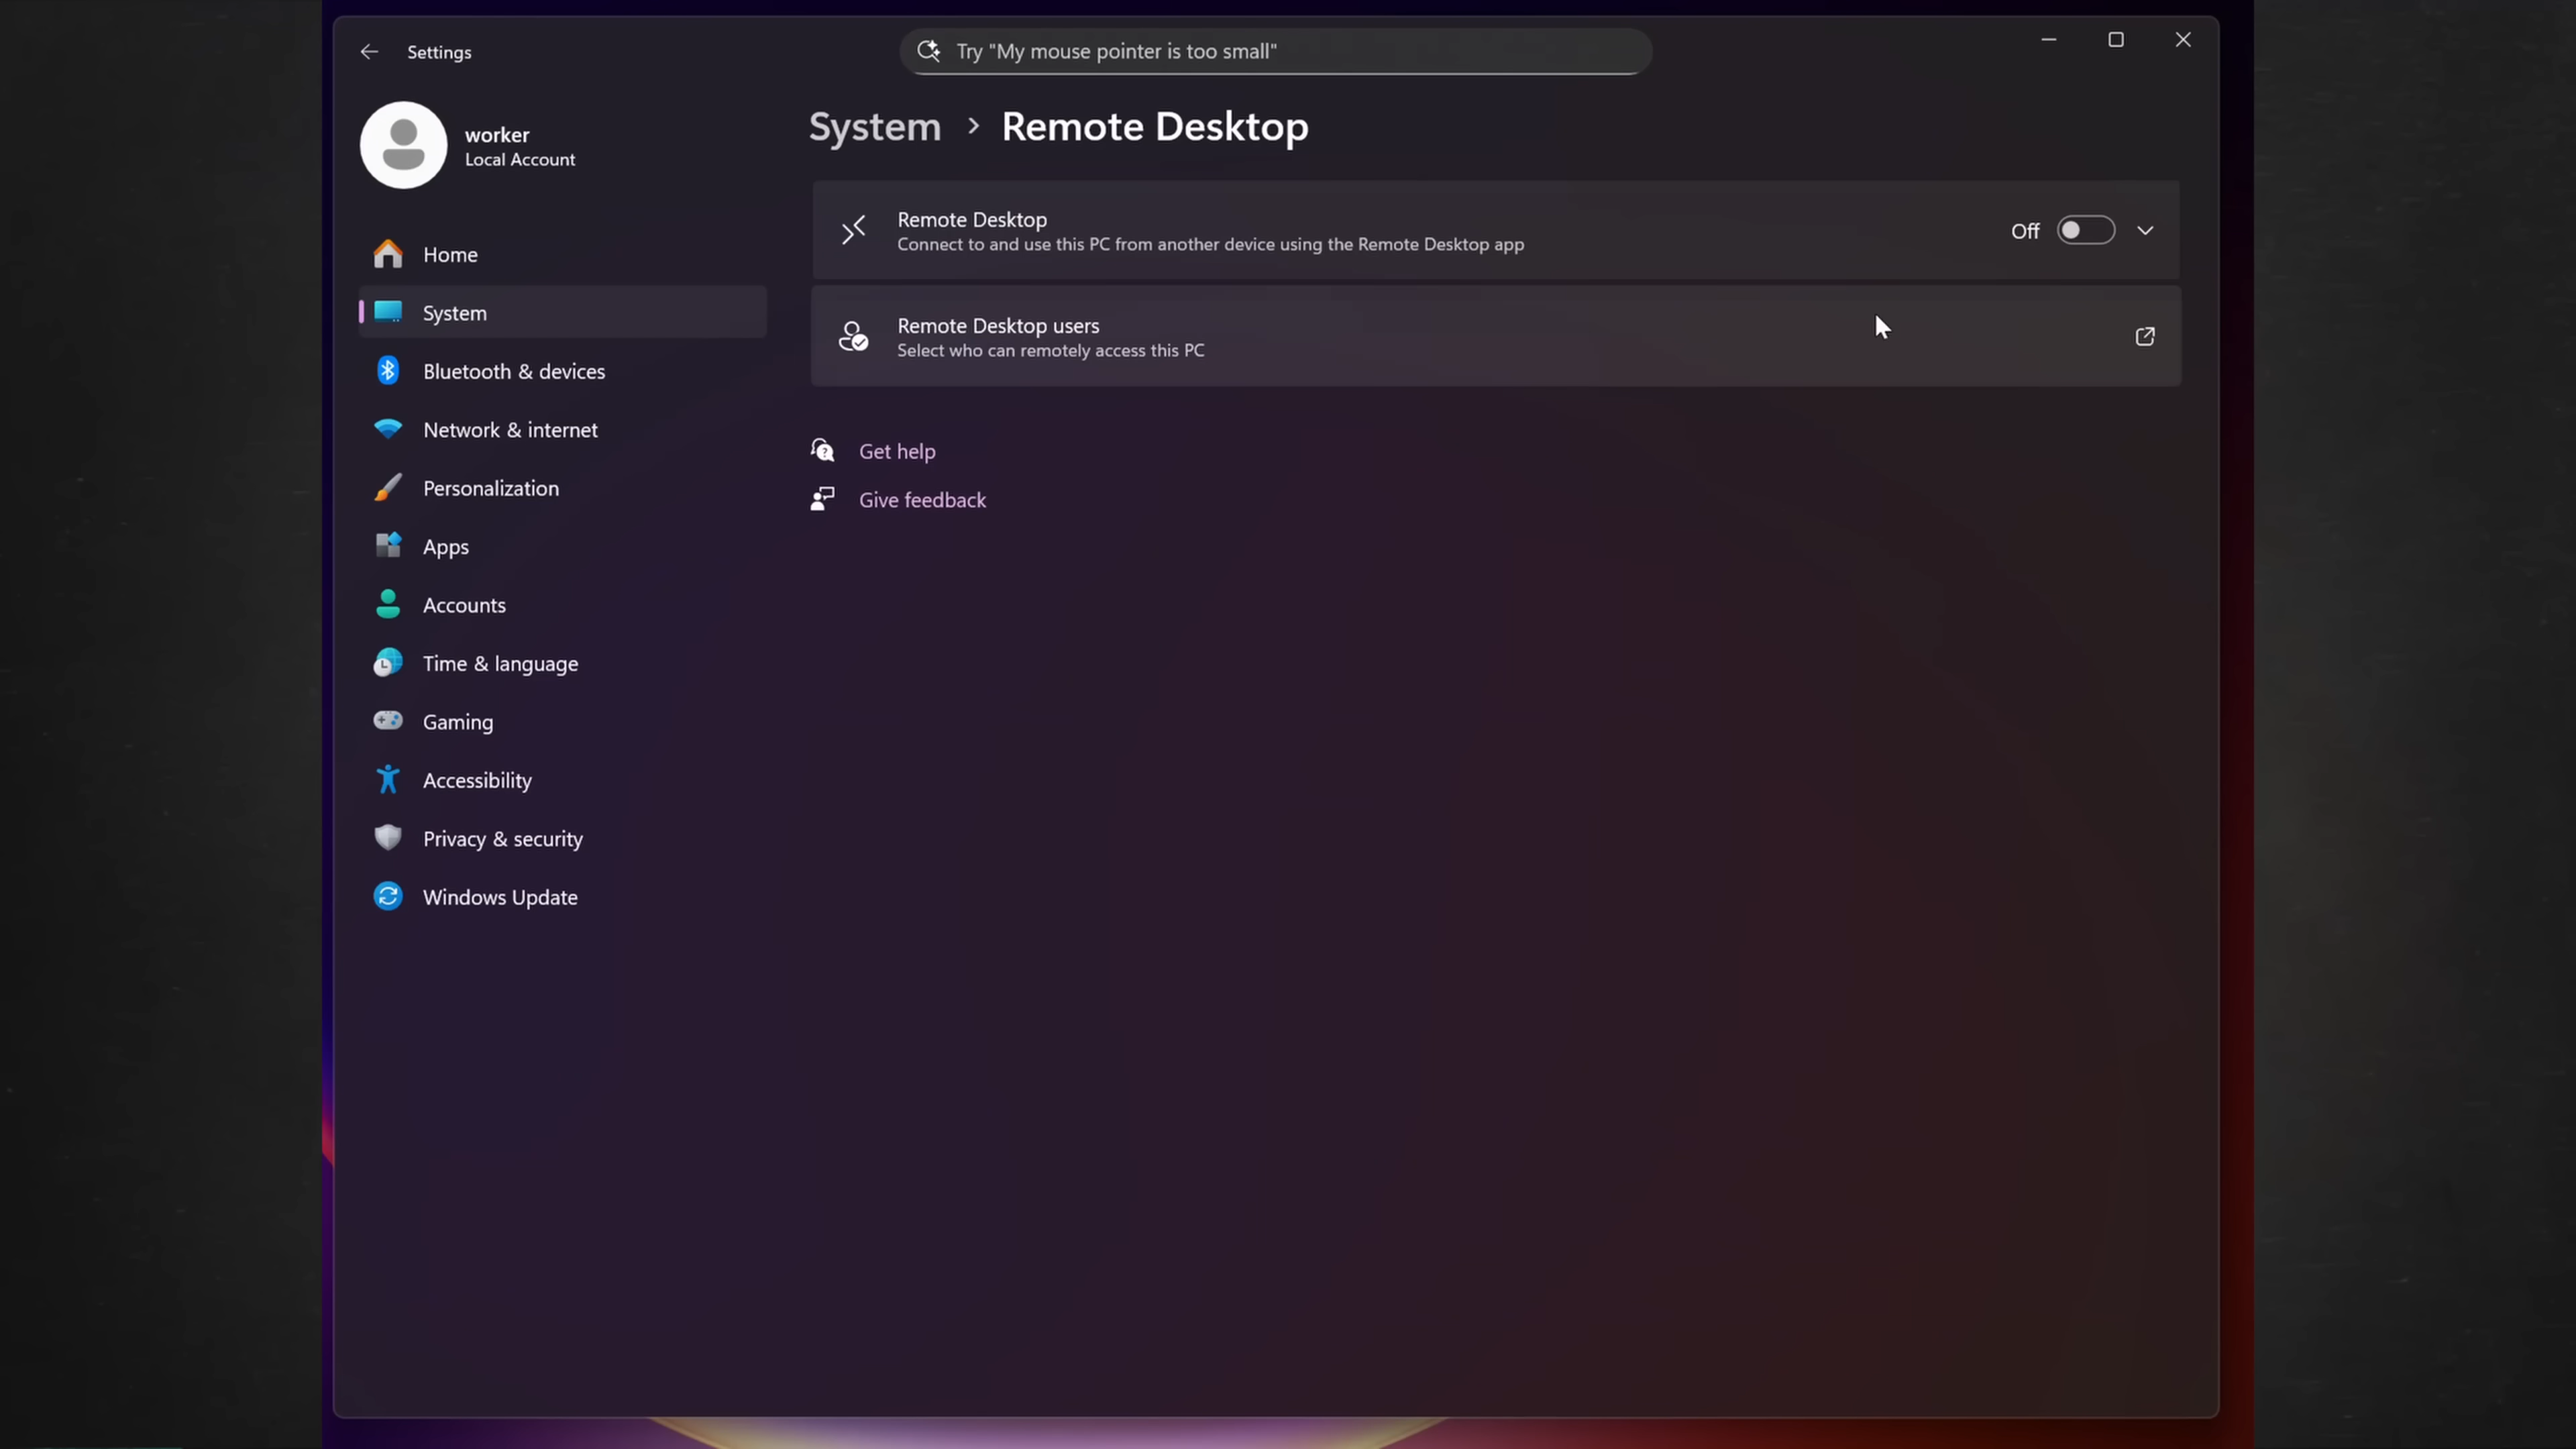 Settings
Try "My mouse pointer is too small"
worker
Local Account
Home
System
Bluetooth & devices
Network & internet
Personalization
Apps
Accounts
Time & language
Gaming
Accessibility
Privacy & security
Windows Update
System > Remote Desktop
Remote Desktop
Connect to and use this PC from another device using the Remote Desktop app
Off
Remote Desktop users
Select who can remotely access this PC
Get help
Give feedback